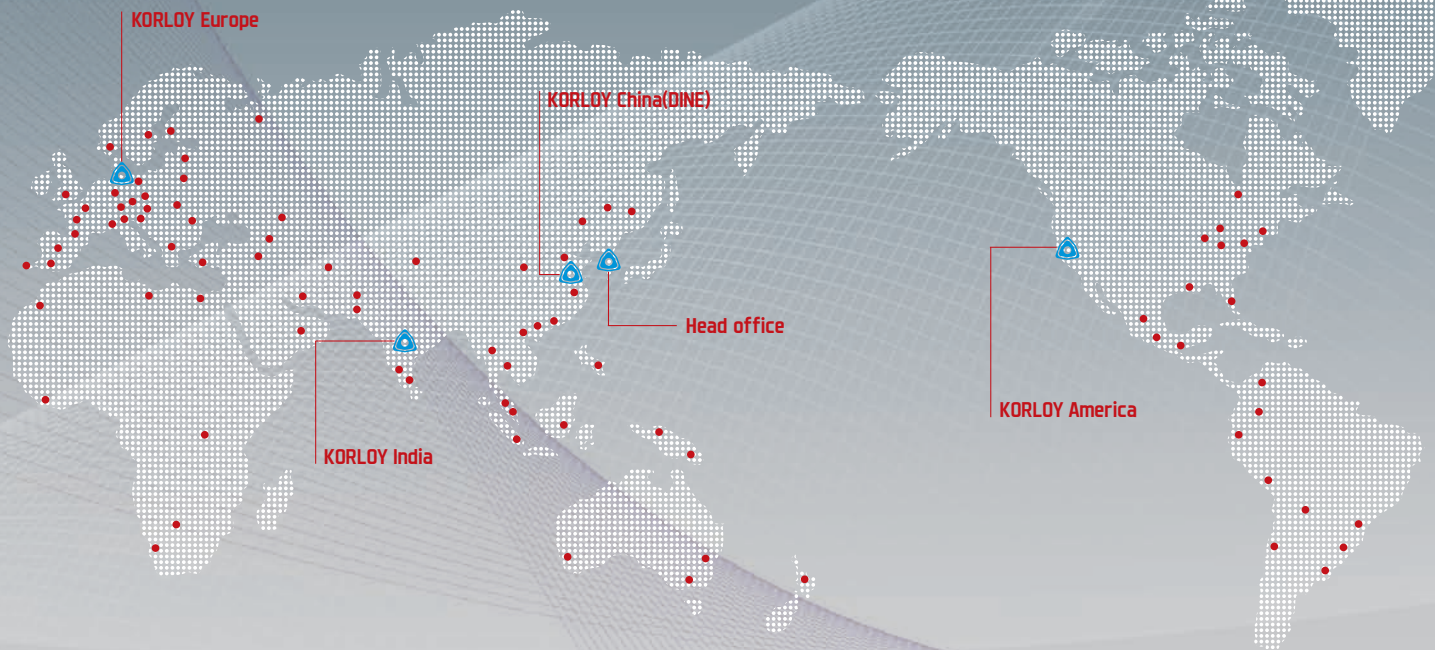 KORLOY Europe
KORLOY China(DINE)
Head office
KORLOY America
KORLOY India